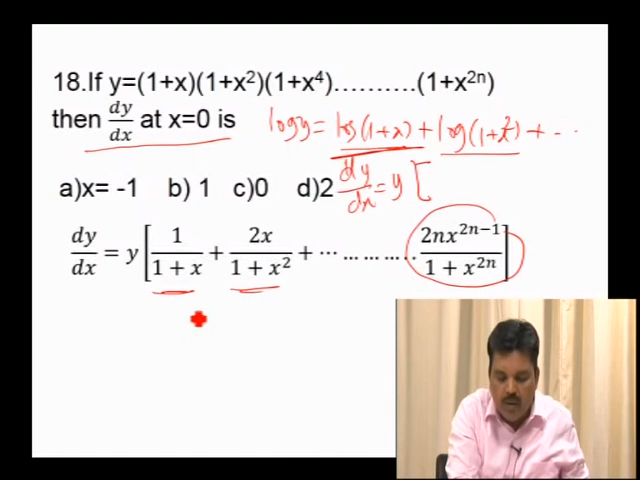 18.If y=(1+x)(1+x²)(1+x⁴)..........(1+x²ⁿ)
then dy/dx at x=0 is
logy = log(1+x) + log(1+x²) + - - -
a)x= -1 b) 1 c)0 d)2
dy/dx = y [
dy/dx = y [ 1/(1 + x) + 2x/(1 + x²) + ⋯ ... ... ... .. 2nx²ⁿ⁻¹/(1 + x²ⁿ) ]